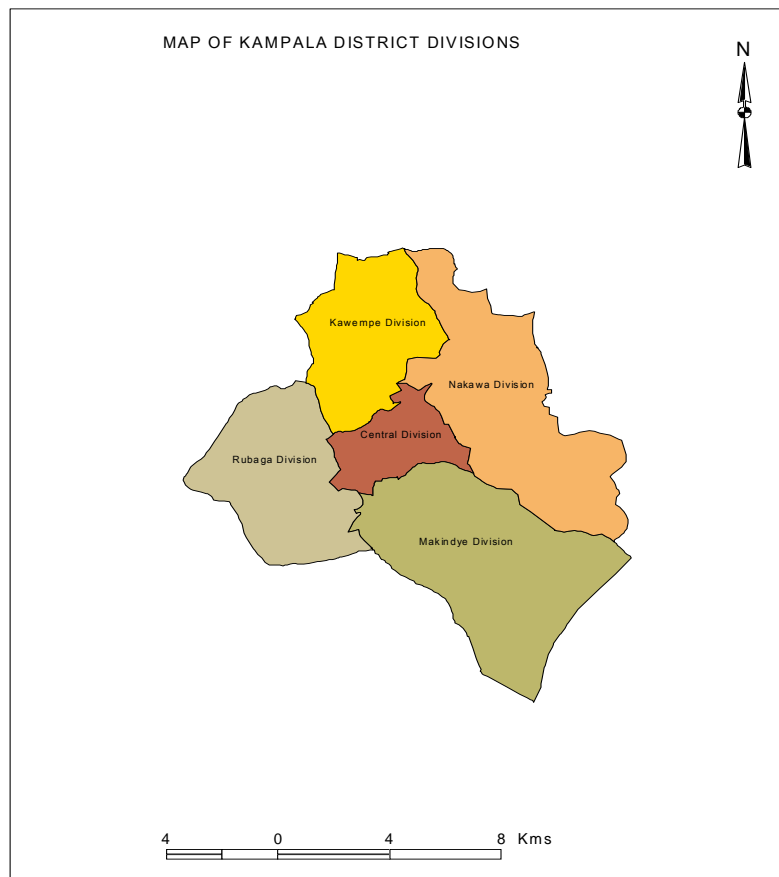 MAP OF KAMPALA DISTRICT DIVISIONS
N
Kawempe Division
Nakawa Division
Central Division
Rubaga Division
Makindye Division
4 0 4 8 Kms